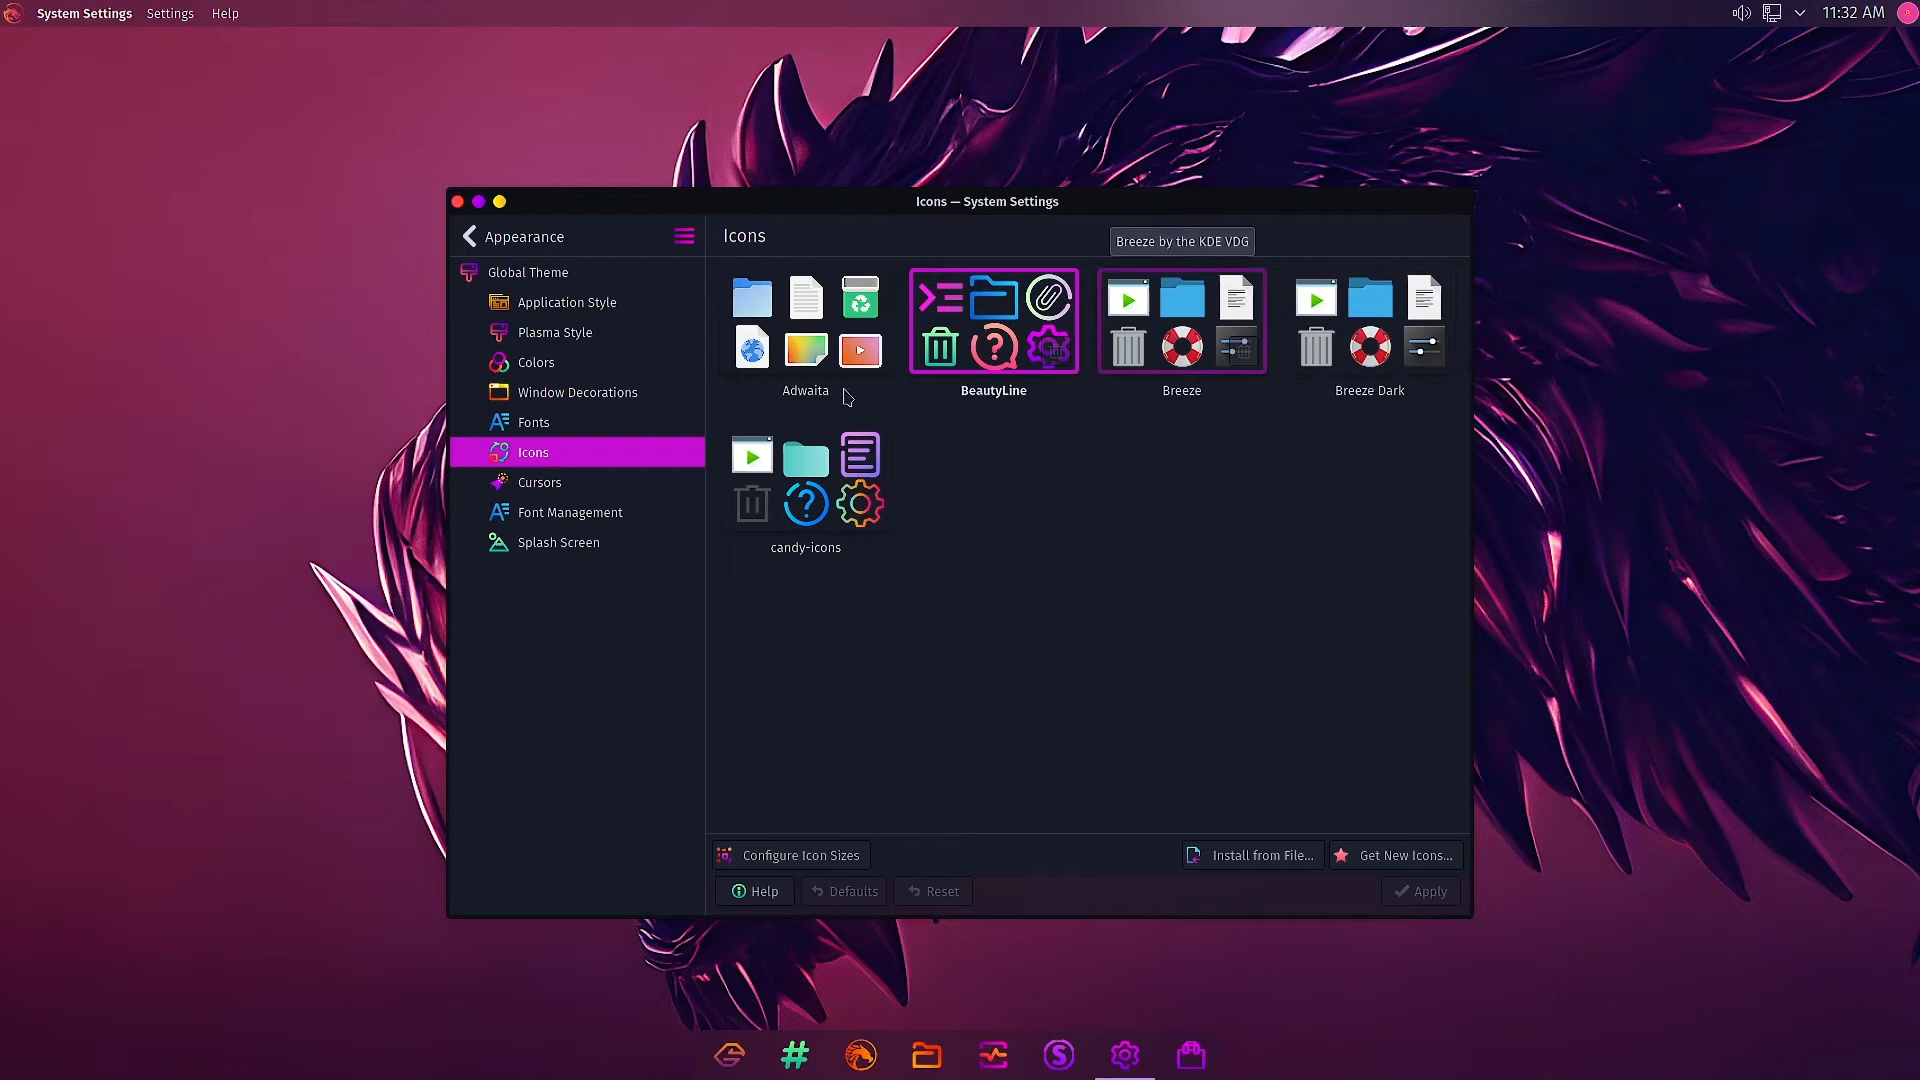 System Settings Settings Help 11:32 AM
Icons — System Settings
Appearance
Icons
Breeze by the KDE VDG
Global Theme
Application Style
Plasma Style
Colors
Window Decorations
Fonts
Icons
Cursors
Font Management
Splash Screen
Adwaita
BeautyLine
Breeze
Breeze Dark
candy-icons
Configure Icon Sizes
Install from File...
Get New Icons...
Help
Defaults
Reset
Apply